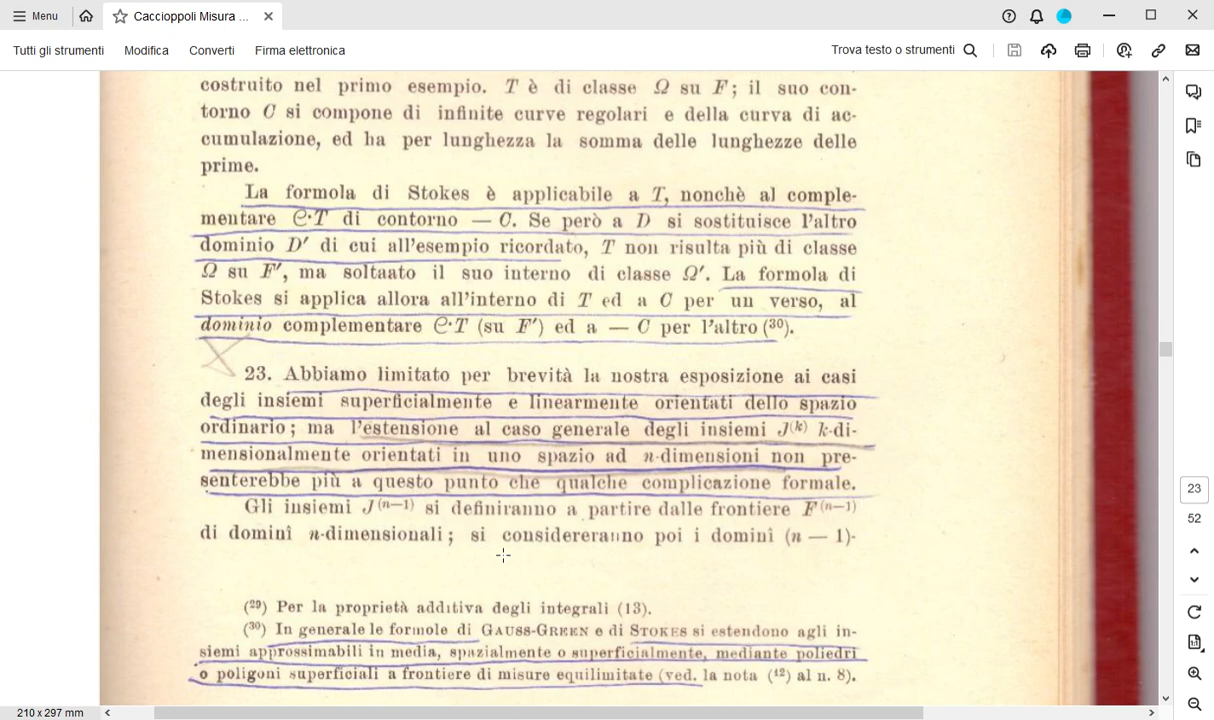 Menu
Caccioppoli Misura ...
Tutti gli strumenti Modifica Converti Firma elettronica Trova testo o strumenti
costruito nel primo esempio. T è di classe Ω su F; il suo con-
torno C si compone di infinite curve regolari e della curva di ac-
cumulazione, ed ha per lunghezza la somma delle lunghezze delle
prime.
La formola di Stokes è applicabile a T, nonchè al comple-
mentare 𝒞·T di contorno — C. Se però a D si sostituisce l'altro
dominio D′ di cui all'esempio ricordato, T non risulta più di classe
Ω su F′, ma soltaato il suo interno di classe Ω′. La formola di
Stokes si applica allora all'interno di T ed a C per un verso, al
dominio complementare 𝒞·T (su F′) ed a — C per l'altro (³⁰).
23. Abbiamo limitato per brevità la nostra esposizione ai casi
degli insiemi superficialmente e linearmente orientati dello spazio
ordinario; ma l'estensione al caso generale degli insiemi J⁽ᵏ⁾ k-di-
mensionalmente orientati in uno spazio ad n-dimensioni non pre-
senterebbe più a questo punto che qualche complicazione formale.
Gli insiemi J⁽ⁿ⁻¹⁾ si definiranno a partire dalle frontiere F⁽ⁿ⁻¹⁾
di dominî n-dimensionali; si considereranno poi i dominî (n — 1)-
(²⁹) Per la proprietà additiva degli integrali (13).
(³⁰) In generale le formole di GAUSS-GREEN e di STOKES si estendono agli in-
siemi approssimabili in media, spazialmente o superficialmente, mediante poliedri
o poligoni superficiali a frontiere di misure equilimitate (ved. la nota (¹²) al n. 8).
23
52
210 x 297 mm